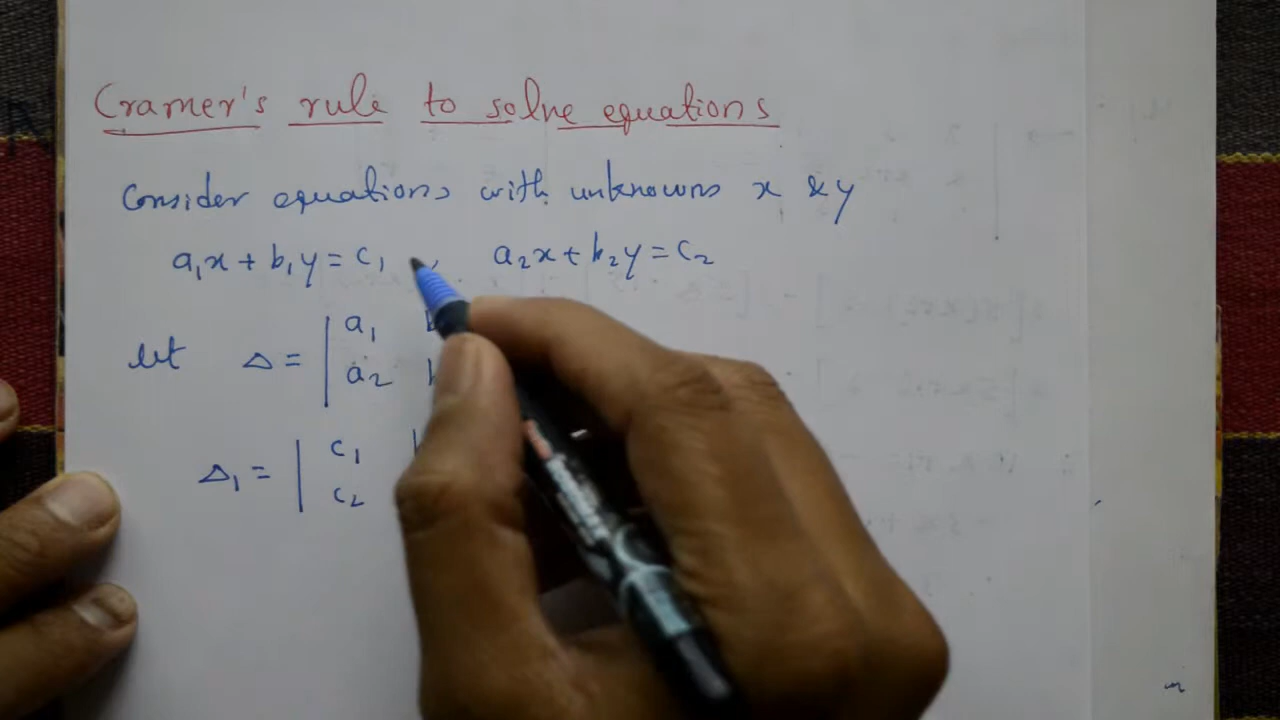 Cramer's rule to solve equations
Consider equations with unknowns x & y
a₁x + b₁y = c₁ , a₂x + b₂y = c₂
let Δ = | a₁
a₂
Δ₁ = | c₁
c₂